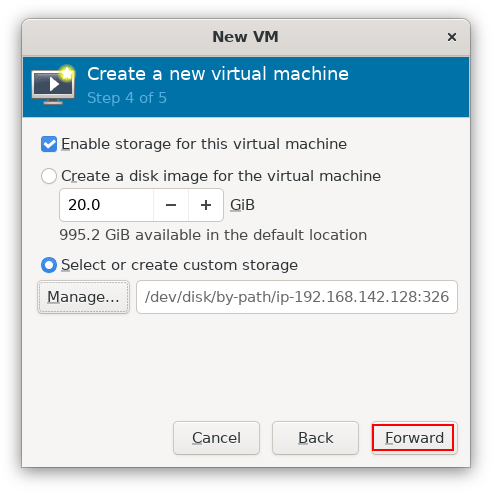 New VM
Create a new virtual machine
Step 4 of 5
Enable storage for this virtual machine
Create a disk image for the virtual machine
20.0 − + GiB
995.2 GiB available in the default location
Select or create custom storage
Manage... /dev/disk/by-path/ip-192.168.142.128:326
Cancel Back Forward